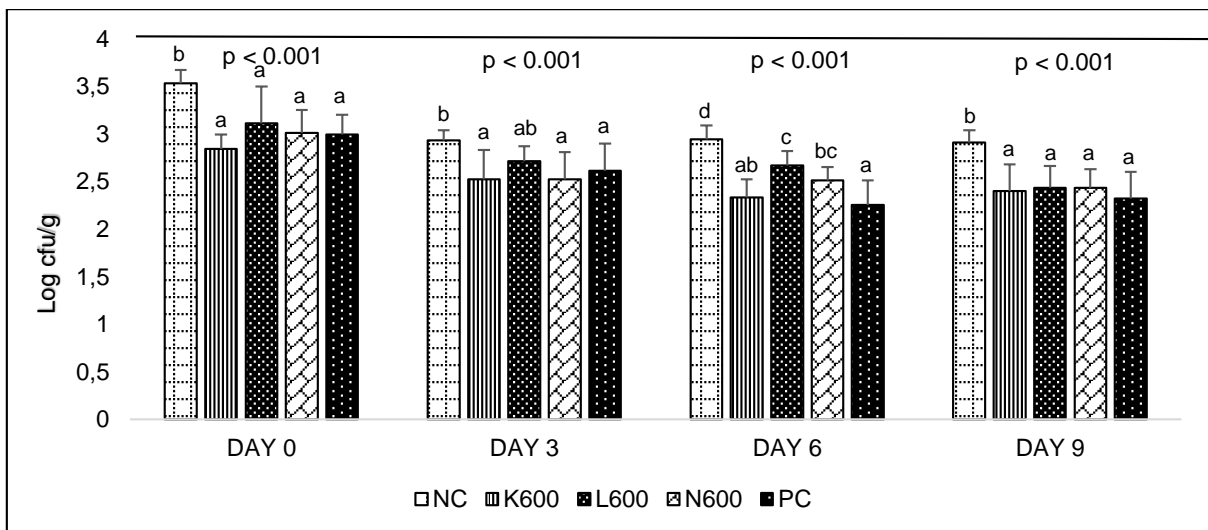 4
3,5
3
2,5
2
1,5
1
0,5
0
Log cfu/g
p < 0.001
p < 0.001
p < 0.001
p < 0.001
b
a
a
a
a
b
a
ab
a
a
d
ab
c
bc
a
b
a
a
a
a
DAY 0
DAY 3
DAY 6
DAY 9
NC K600 L600 N600 PC